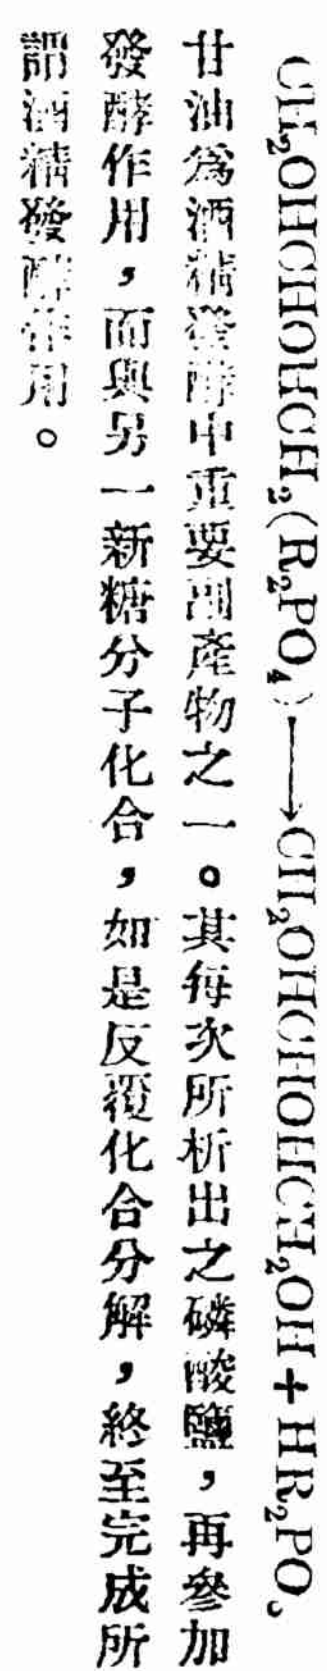 CH₂OHCHOHCH₂(R₂PO₄)⟶CH₂OHCHOHCH₂OH+HR₂PO。
甘油爲酒精發酵中重要副產物之一。其每次所析出之磷酸鹽,再參加
發酵作用,而與另一新糖分子化合,如是反覆化合分解,終至完成所
謂酒精發酵作用。